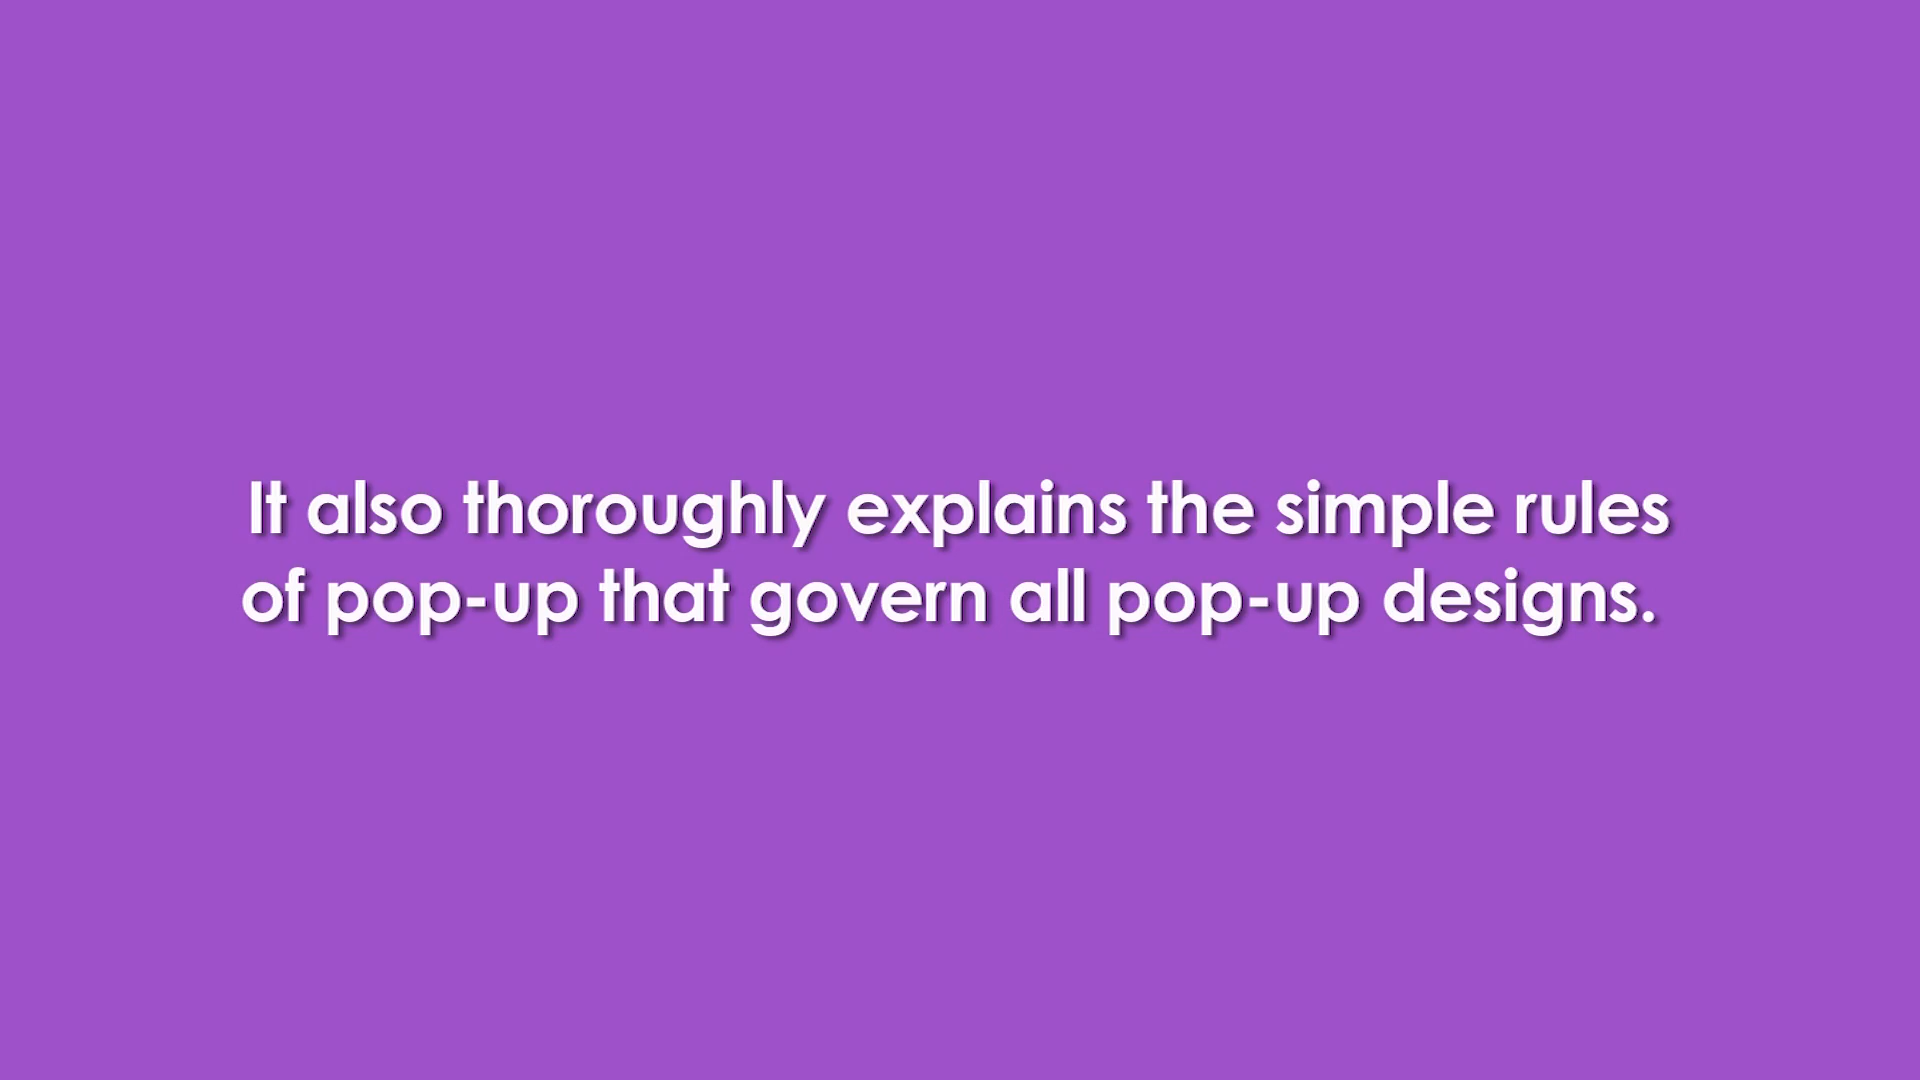 It also thoroughly explains the simple rules
of pop-up that govern all pop-up designs.